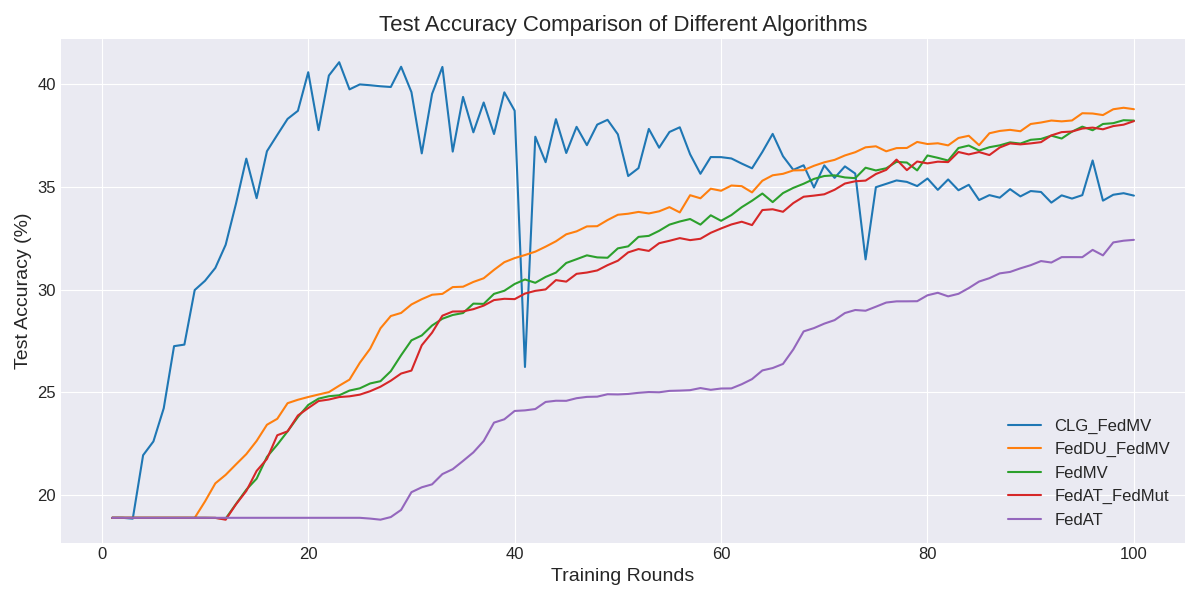 Test Accuracy Comparison of Different Algorithms
Test Accuracy (%)
40
35
30
25
20
0
20
40
60
80
100
Training Rounds
CLG_FedMV
FedDU_FedMV
FedMV
FedAT_FedMut
FedAT